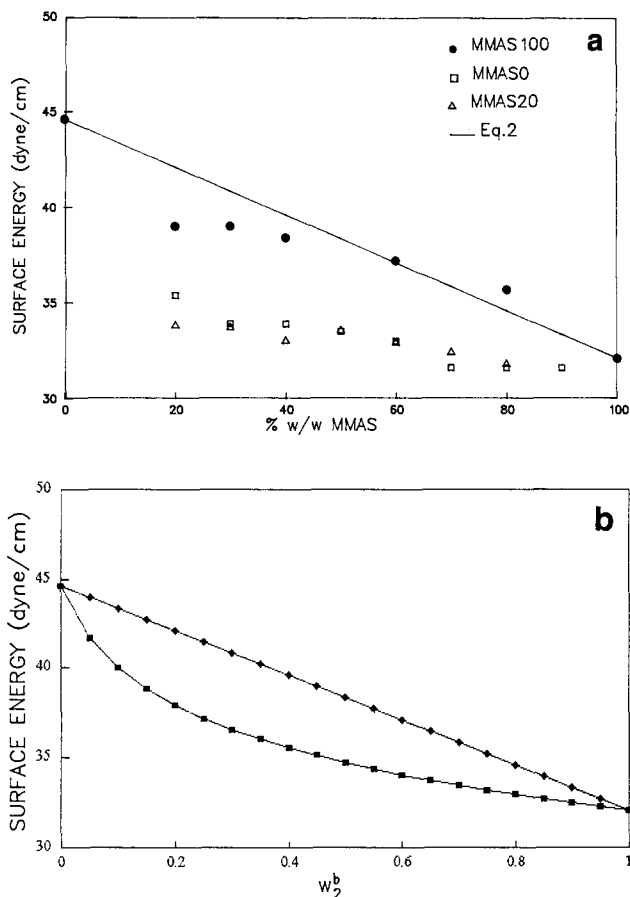 a
50
45
40
35
30
SURFACE ENERGY (dyne/cm)
MMAS100
MMAS0
MMAS20
Eq.2
0
20
40
60
80
100
% w/w MMAS
b
50
45
40
35
30
SURFACE ENERGY (dyne/cm)
0
0.2
0.4
0.6
0.8
1
W₂ᵇ